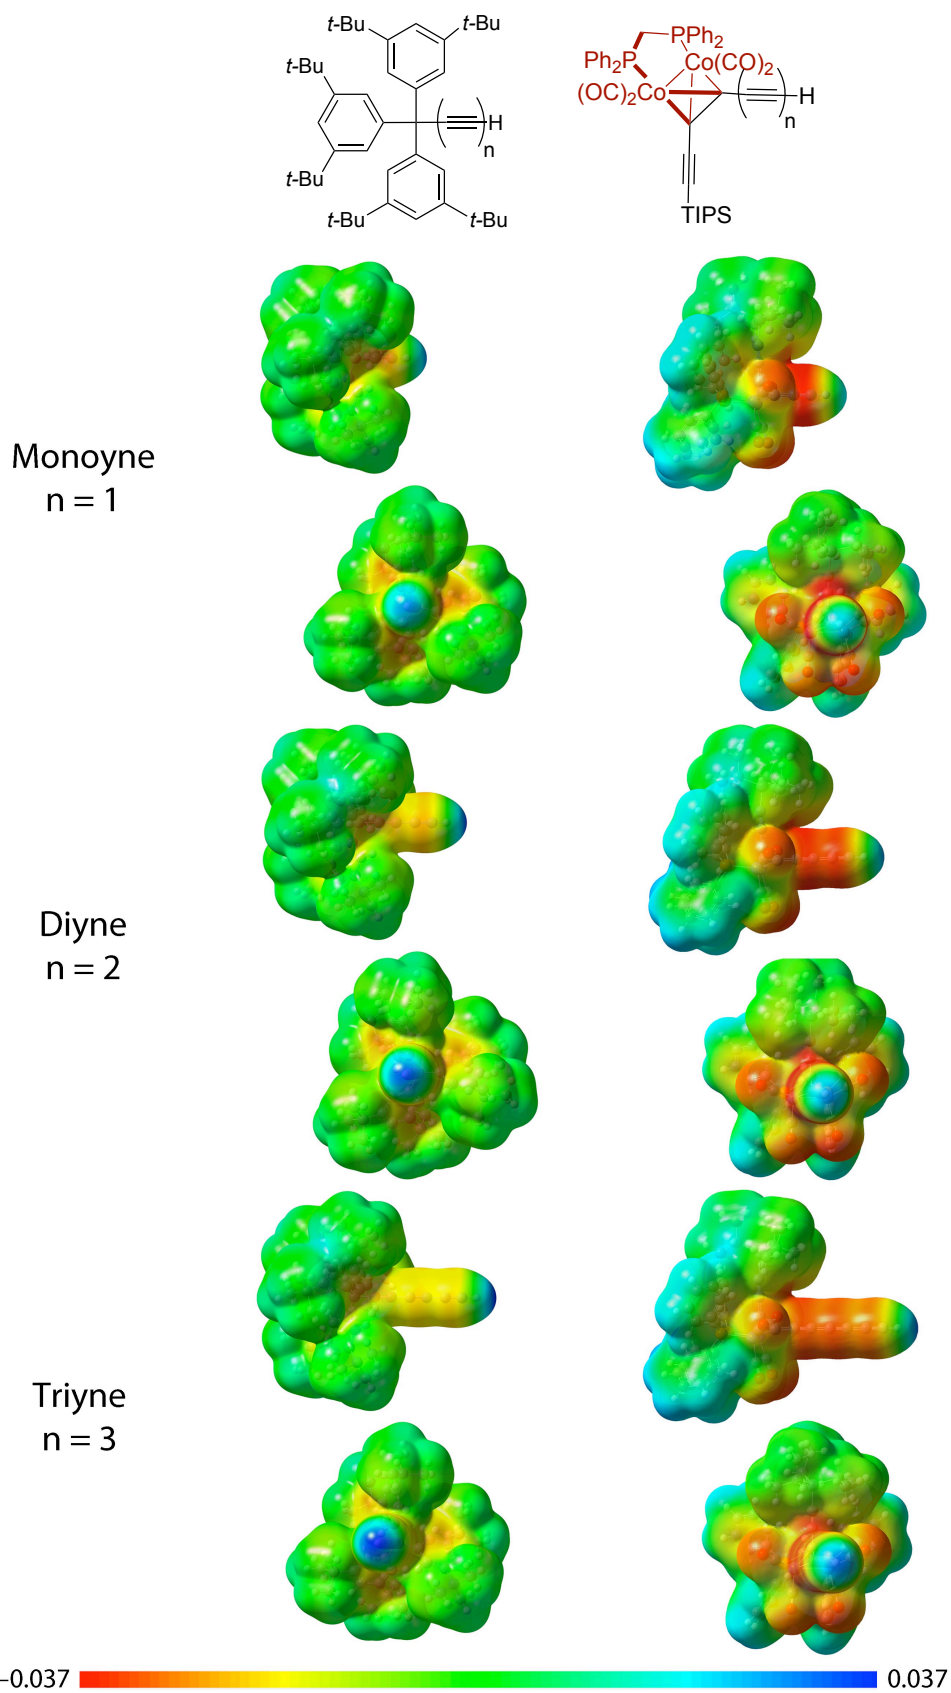 t-Bu
t-Bu
t-Bu
t-Bu
t-Bu
t-Bu
H
n
PPh2
Ph2P
Co(CO)2
(OC)2Co
H
n
TIPS
Monoyne
n = 1
Diyne
n = 2
Triyne
n = 3
–0.037
0.037